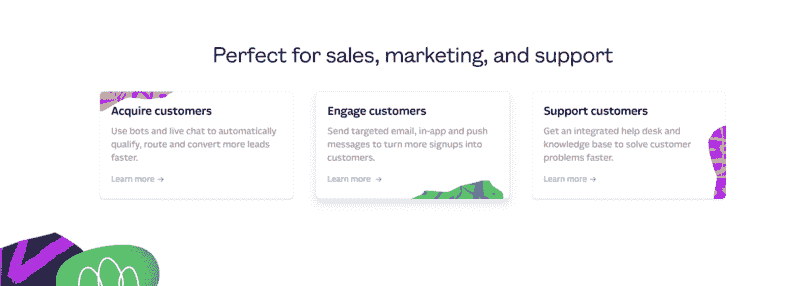 Perfect for sales, marketing, and support
Acquire customers
Use bots and live chat to automatically
qualify, route and convert more leads
faster.
Learn more →
Engage customers
Send targeted email, in-app and push
messages to turn more signups into
customers.
Learn more →
Support customers
Get an integrated help desk and
knowledge base to solve customer
problems faster.
Learn more →